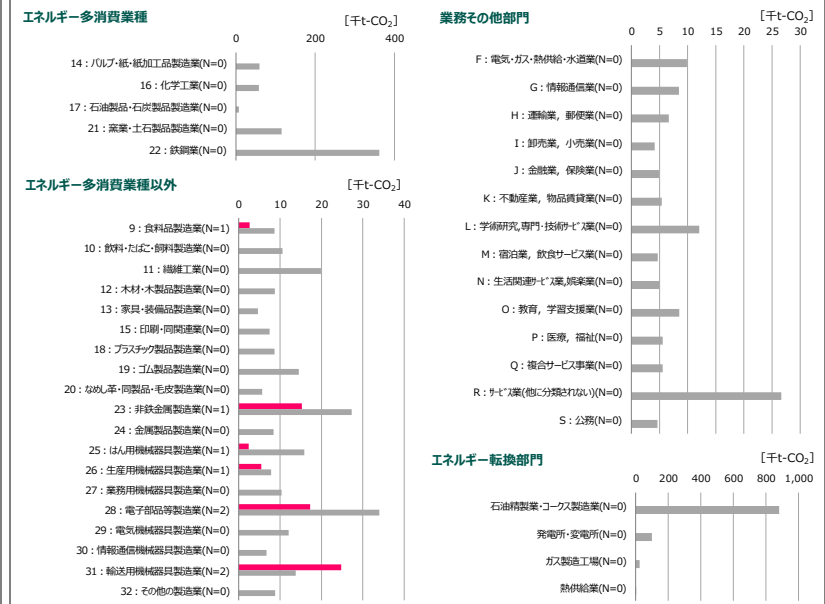 エネルギー多消費業種
[千t-CO₂]
0 200 400
14：パルプ・紙・紙加工品製造業(N=0)
16：化学工業(N=0)
17：石油製品・石炭製品製造業(N=0)
21：窯業・土石製品製造業(N=0)
22：鉄鋼業(N=0)
エネルギー多消費業種以外
[千t-CO₂]
0 10 20 30 40
9：食料品製造業(N=1)
10：飲料・たばこ・飼料製造業(N=0)
11：繊維工業(N=0)
12：木材・木製品製造業(N=0)
13：家具・装備品製造業(N=0)
15：印刷・同関連業(N=0)
18：プラスチック製品製造業(N=0)
19：ゴム製品製造業(N=0)
20：なめし革・同製品・毛皮製造業(N=0)
23：非鉄金属製造業(N=1)
24：金属製品製造業(N=0)
25：はん用機械器具製造業(N=1)
26：生産用機械器具製造業(N=1)
27：業務用機械器具製造業(N=0)
28：電子部品等製造業(N=2)
29：電気機械器具製造業(N=0)
30：情報通信機械器具製造業(N=0)
31：輸送用機械器具製造業(N=2)
32：その他の製造業(N=0)
業務その他部門
[千t-CO₂]
0 5 10 15 20 25 30
F：電気・ガス・熱供給・水道業(N=0)
G：情報通信業(N=0)
H：運輸業，郵便業(N=0)
I：卸売業，小売業(N=0)
J：金融業，保険業(N=0)
K：不動産業，物品賃貸業(N=0)
L：学術研究,専門・技術サービス業(N=0)
M：宿泊業，飲食サービス業(N=0)
N：生活関連サービス業,娯楽業(N=0)
O：教育，学習支援業(N=0)
P：医療，福祉(N=0)
Q：複合サービス事業(N=0)
R：サービス業(他に分類されない)(N=0)
S：公務(N=0)
エネルギー転換部門
[千t-CO₂]
0 200 400 600 800 1,000
石油精製業・コークス製造業(N=0)
発電所・変電所(N=0)
ガス製造工場(N=0)
熱供給業(N=0)